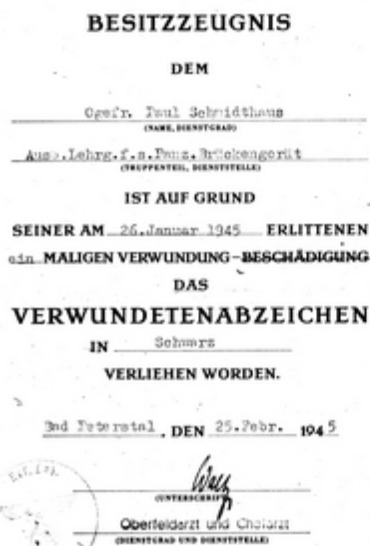 BESITZZEUGNIS
DEM
Ogefr. Paul Schmidthaus
(NAME, DIENSTGRAD)
Ausb.Lehrg.f.s.Panz.Brückengerät
(TRUPPENTEIL, DIENSTSTELLE)
IST AUF GRUND
SEINER AM 26.Januar 1945 ERLITTENEN
ein MALIGEN VERWUNDUNG-BESCHÄDIGUNG
DAS
VERWUNDETENABZEICHEN
IN Schwarz
VERLIEHEN WORDEN.
Bad Peterstal, DEN 25.Febr. 1945
(UNTERSCHRIFT)
Oberfeldarzt und Chefarzt
(DIENSTGRAD UND DIENSTSTELLE)